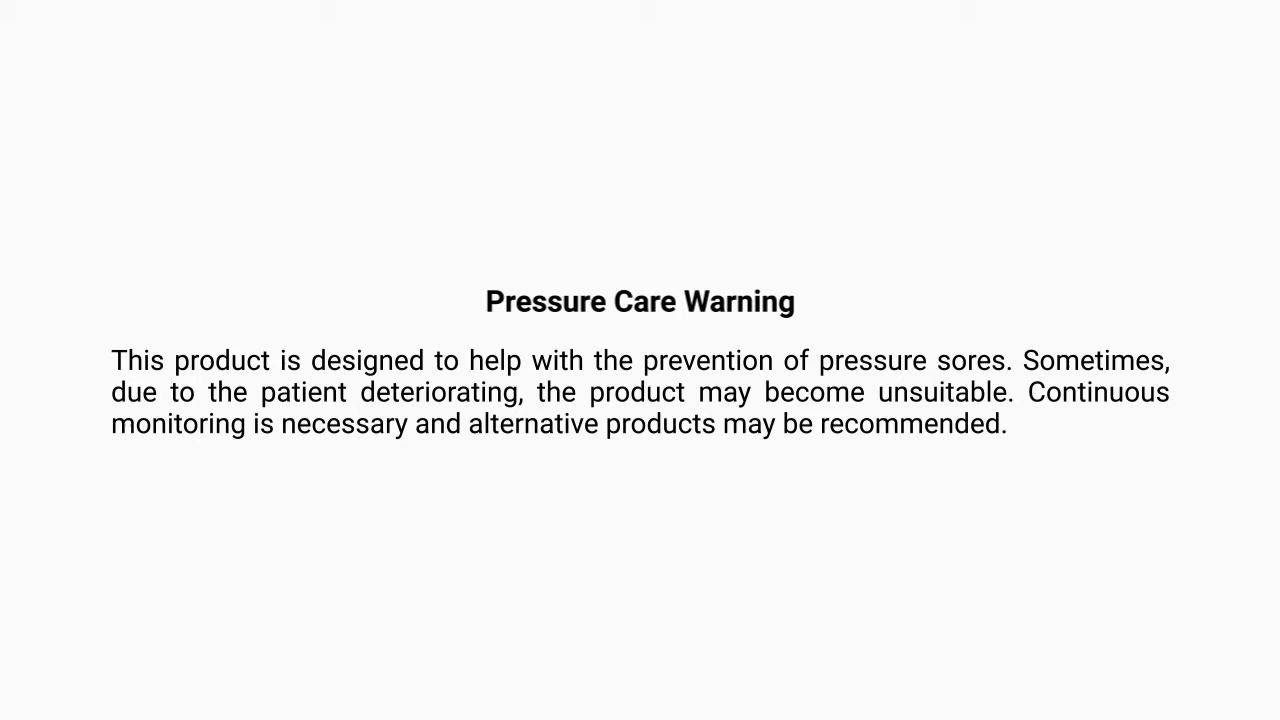 Pressure Care Warning
This product is designed to help with the prevention of pressure sores. Sometimes,
due to the patient deteriorating, the product may become unsuitable. Continuous
monitoring is necessary and alternative products may be recommended.